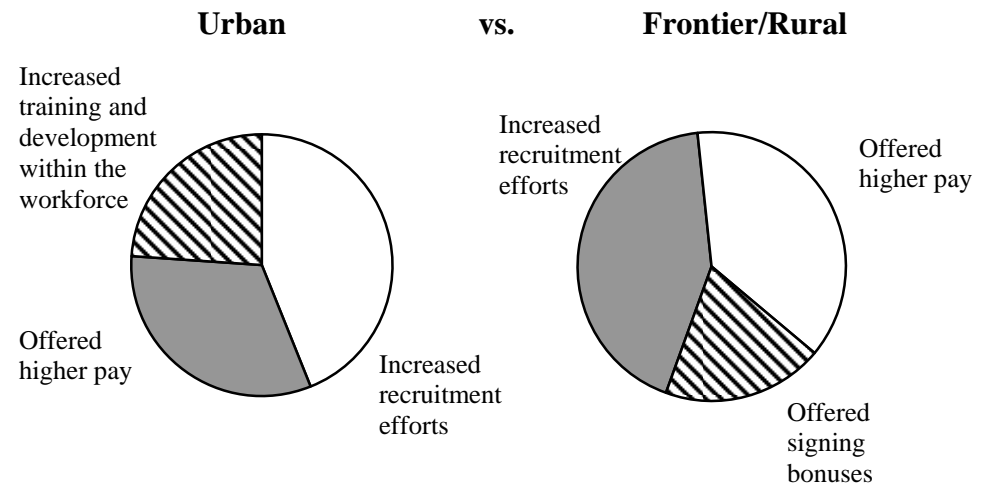 Urban vs. Frontier/Rural
Increased
training and
development
within the
workforce
Offered
higher pay
Increased
recruitment
efforts
Increased
recruitment
efforts
Offered
higher pay
Offered
signing
bonuses